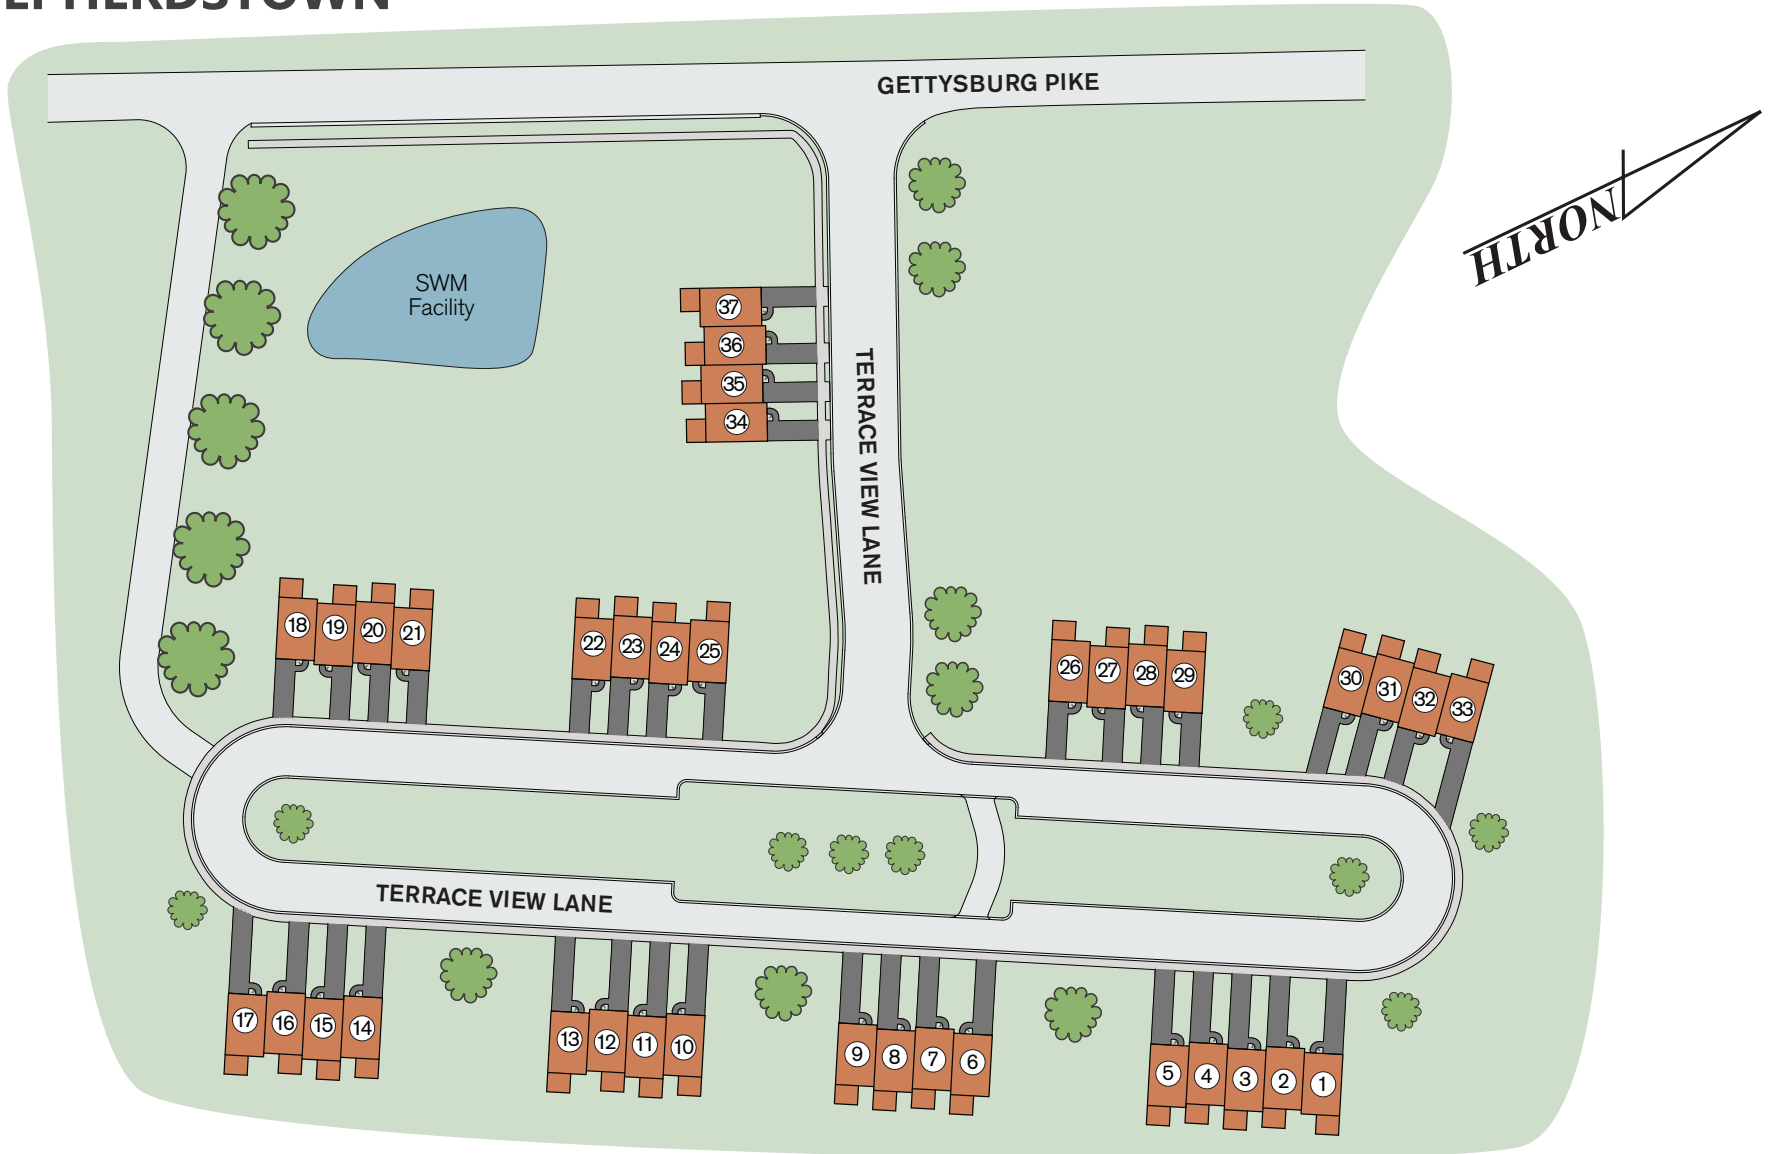 GETTYSBURG PIKE
NORTH
SWM
Facility
37
36
35
34
TERRACE VIEW LANE
18 19 20 21
22 23 24 25
26 27 28 29
30 31 32 33
TERRACE VIEW LANE
17 16 15 14
13 12 11 10
9 8 7 6
5 4 3 2 1